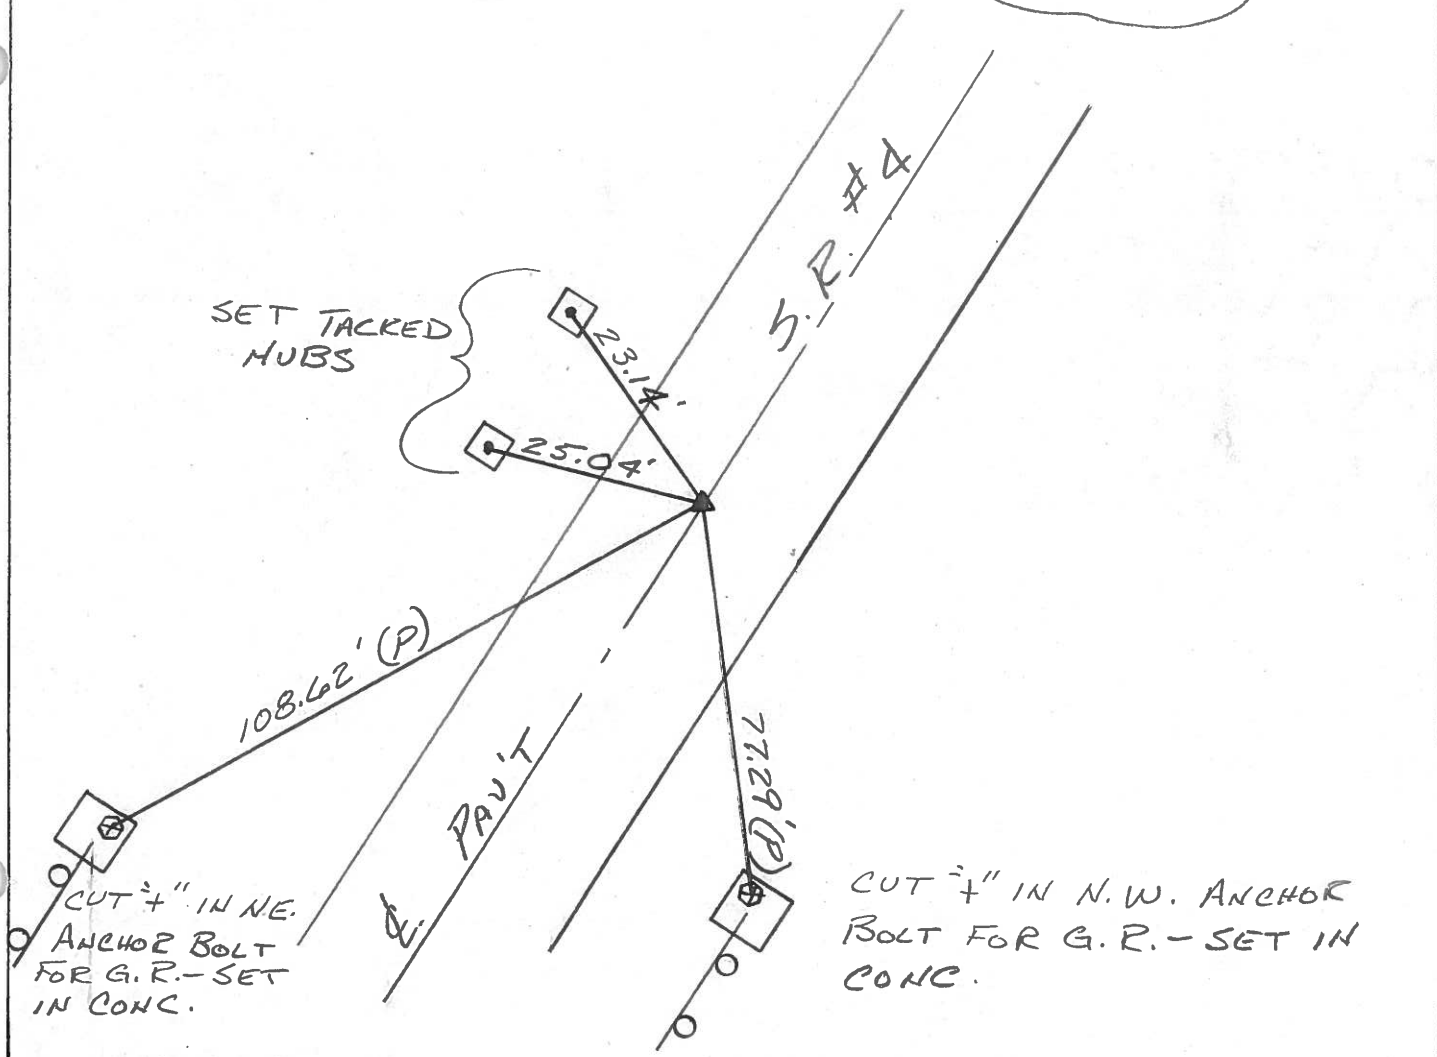 S.R. #4
SET TACKED
HUBS
23.14'
25.04'
108.62' (P)
77.29' (P)
℄ PAV'T
CUT "+" IN N.E.
ANCHOR BOLT
FOR G.R.- SET
IN CONC.
CUT "+" IN N.W. ANCHOR
BOLT FOR G.R.- SET IN
CONC.